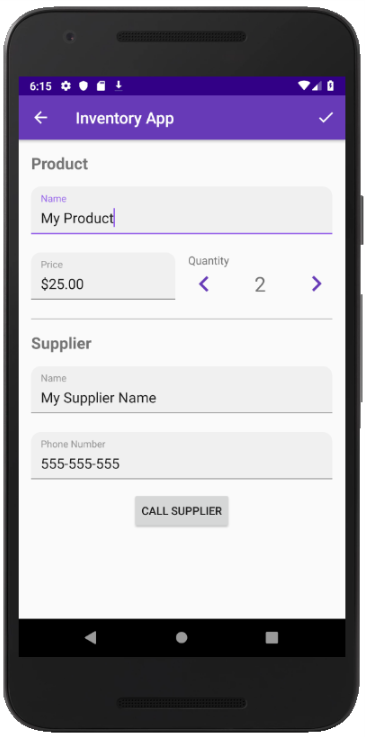 6:15
Inventory App
Product
Name
My Product
Price
Quantity
$25.00
2
Supplier
Name
My Supplier Name
Phone Number
555-555-555
CALL SUPPLIER